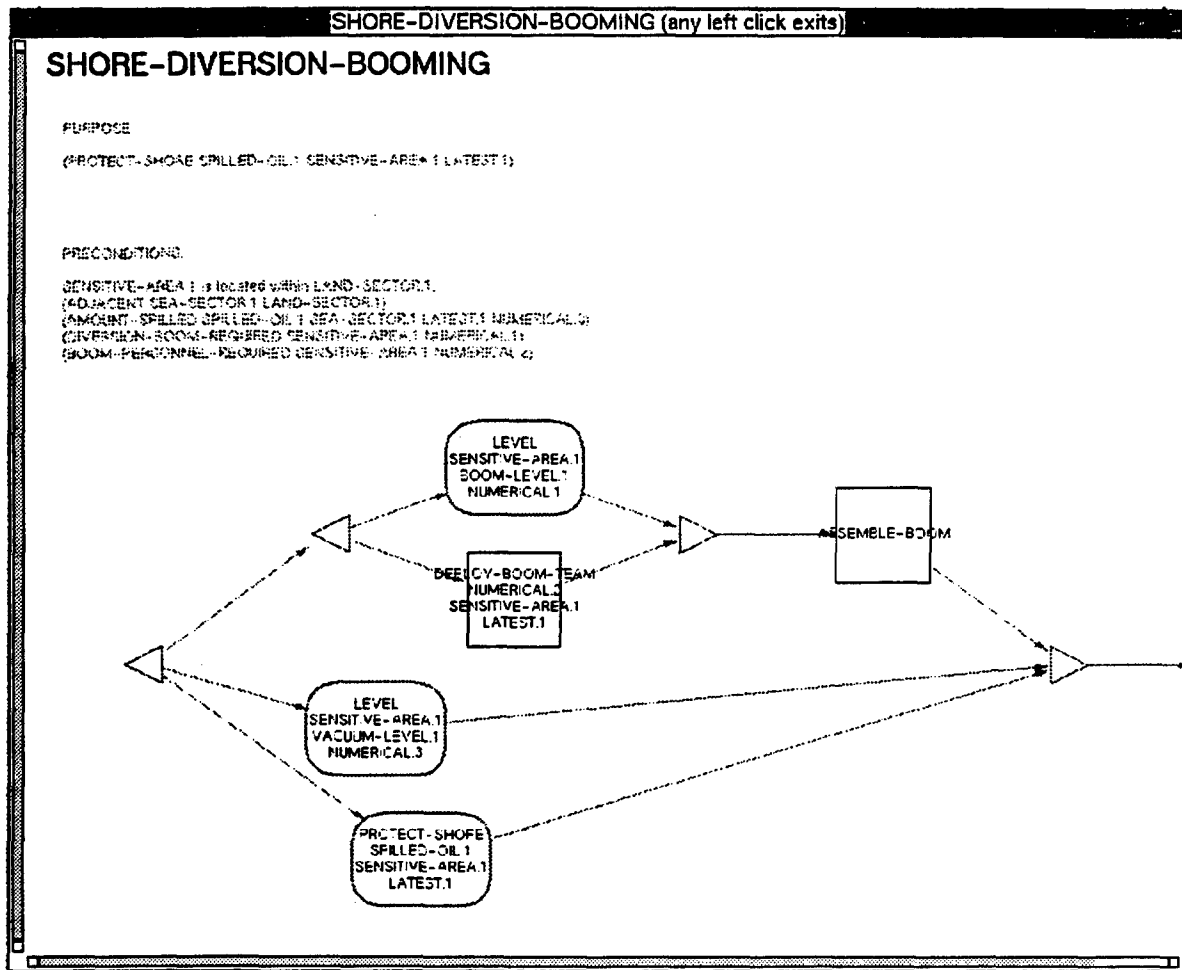 SHORE-DIVERSION-BOOMING (any left click exits)
SHORE-DIVERSION-BOOMING
PURPOSE
(PROTECT-SHORE SPILLED-OIL.1 SENSITIVE-AREA.1 LATEST.1)
PRECONDITIONS.
SENSITIVE-AREA.1 is located within LAND-SECTOR.1.
(ADJACENT SEA-SECTOR.1 LAND-SECTOR.1)
(AMOUNT-SPILLED SPILLED-OIL.1 SEA-SECTOR.1 LATEST.1 NUMERICAL.3)
(DIVERSION-BOOM-REQUIRED SENSITIVE-AREA.1 NUMERICAL.1)
(BOOM-PERSONNEL-REQUIRED SENSITIVE-AREA.1 NUMERICAL.2)
LEVEL
SENSITIVE-AREA.1
BOOM-LEVEL.1
NUMERICAL.1
DEPLOY-BOOM-TEAM
NUMERICAL.2
SENSITIVE-AREA.1
LATEST.1
ASSEMBLE-BOOM
LEVEL
SENSITIVE-AREA.1
VACUUM-LEVEL.1
NUMERICAL.3
PROTECT-SHORE
SPILLED-OIL.1
SENSITIVE-AREA.1
LATEST.1